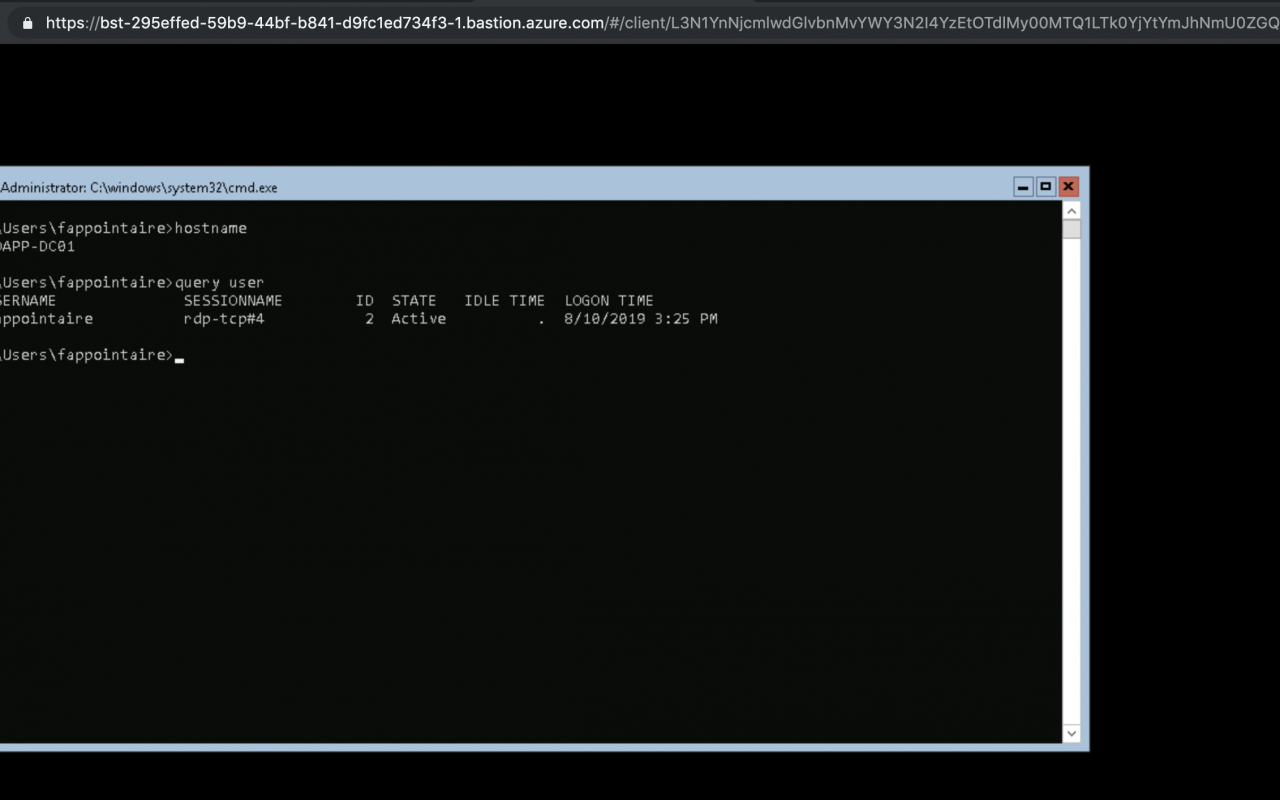 https://bst-295effed-59b9-44bf-b841-d9fc1ed734f3-1.bastion.azure.com/#/client/L3N1YnNjcmlwdGlvbnMvYWY3N2I4YzEtOTdlMy00MTQ1LTk0YjYtYmJhNmU0ZGQ
Administrator: C:\windows\system32\cmd.exe
\Users\fappointaire>hostname
DAPP-DC01
\Users\fappointaire>query user
SERNAME SESSIONNAME ID STATE IDLE TIME LOGON TIME
appointaire rdp-tcp#4 2 Active . 8/10/2019 3:25 PM
\Users\fappointaire>